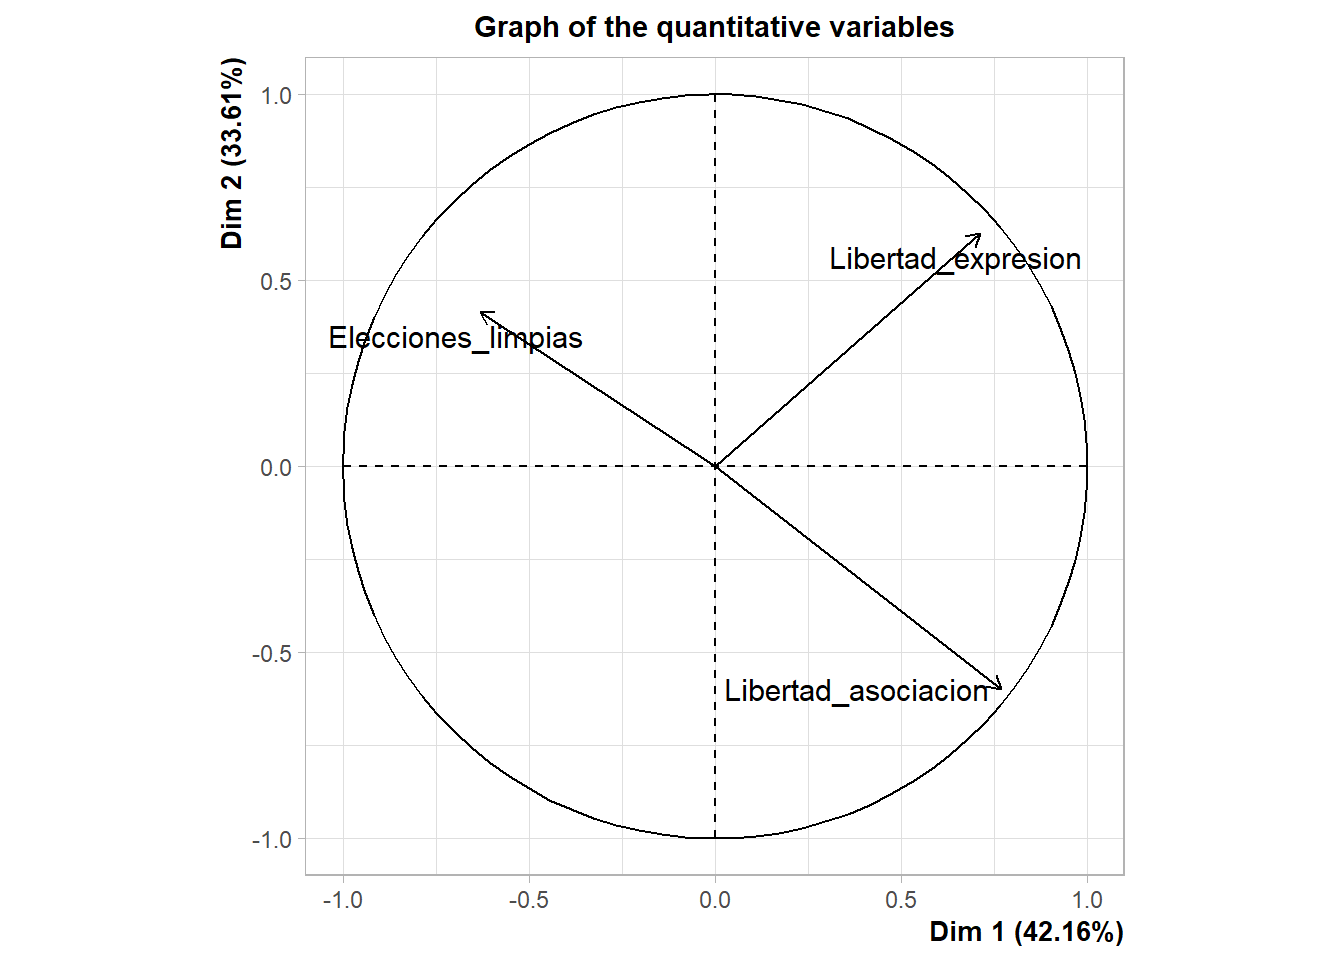 Graph of the quantitative variables
Dim 2 (33.61%)
1.0
0.5
0.0
-0.5
-1.0
Libertad_expresion
Elecciones_limpias
Libertad_asociacion
-1.0
-0.5
0.0
0.5
1.0
Dim 1 (42.16%)